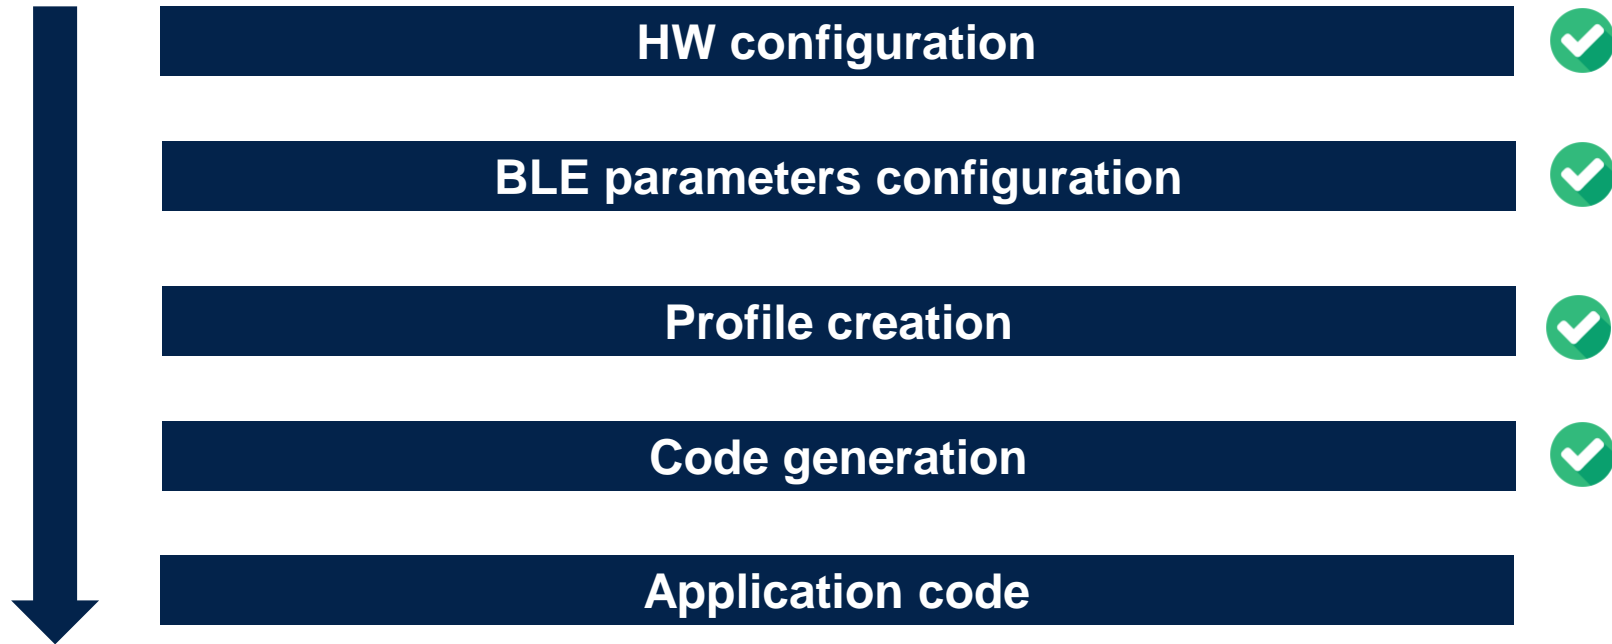 HW configuration
BLE parameters configuration
Profile creation
Code generation
Application code